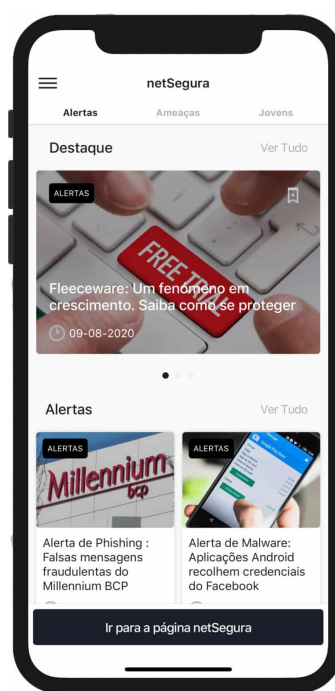 netSegura
Alertas Ameaças Jovens
Destaque Ver Tudo
ALERTAS
FREE TRIAL
Fleeceware: Um fenómeno em
crescimento. Saiba como se proteger
09-08-2020
Alertas Ver Tudo
ALERTAS
Millennium
bcp
Alerta de Phishing :
Falsas mensagens
fraudulentas do
Millennium BCP
ALERTAS
Alerta de Malware:
Aplicações Android
recolhem credenciais
do Facebook
Ir para a página netSegura